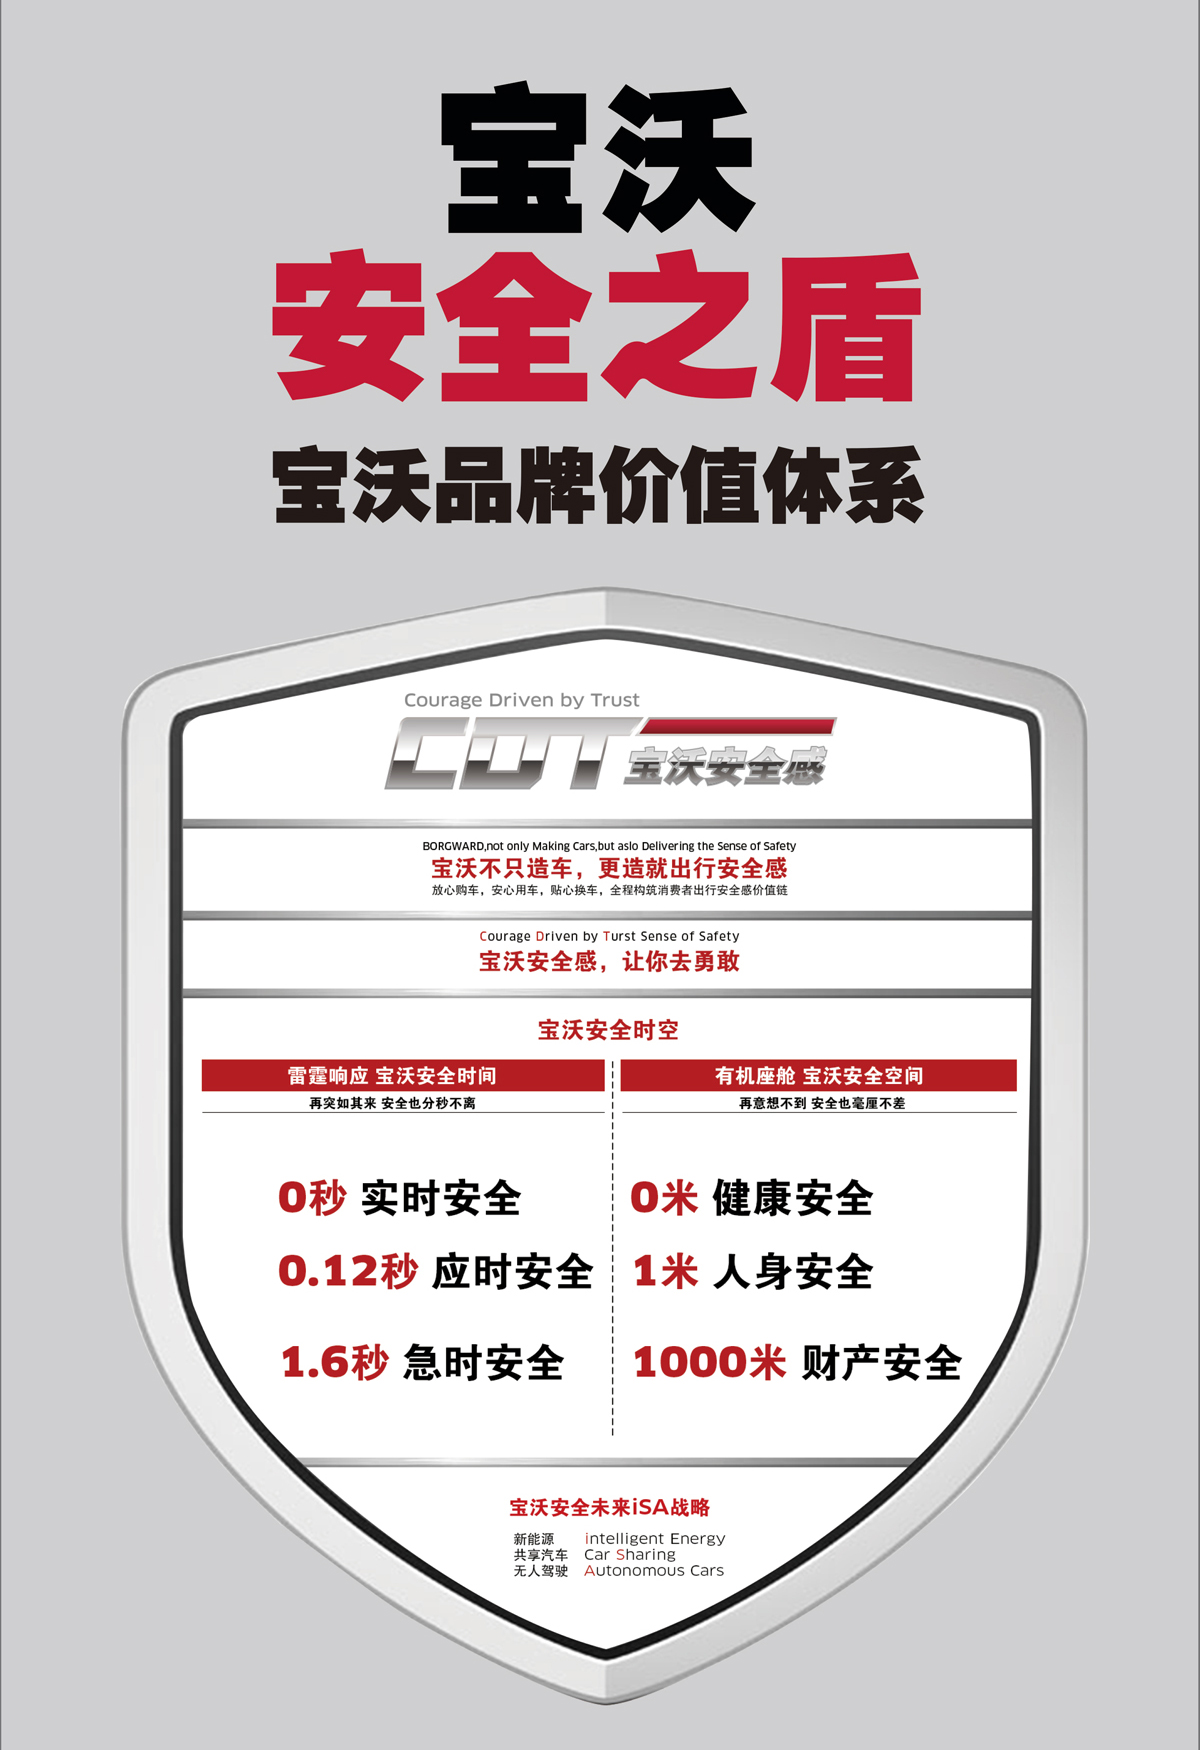 宝沃
安全之盾
宝沃品牌价值体系
Courage Driven by Trust
CDT 宝沃安全感
BORGWARD,not only Making Cars,but aslo Delivering the Sense of Safety
宝沃不只造车，更造就出行安全感
放心购车，安心用车，贴心换车，全程构筑消费者出行安全感价值链
Courage Driven by Turst Sense of Safety
宝沃安全感，让你去勇敢
宝沃安全时空
雷霆响应 宝沃安全时间
再突如其来 安全也分秒不离
0秒 实时安全
0.12秒 应时安全
1.6秒 急时安全
有机座舱 宝沃安全空间
再意想不到 安全也毫厘不差
0米 健康安全
1米 人身安全
1000米 财产安全
宝沃安全未来iSA战略
新能源 intelligent Energy
共享汽车 Car Sharing
无人驾驶 Autonomous Cars